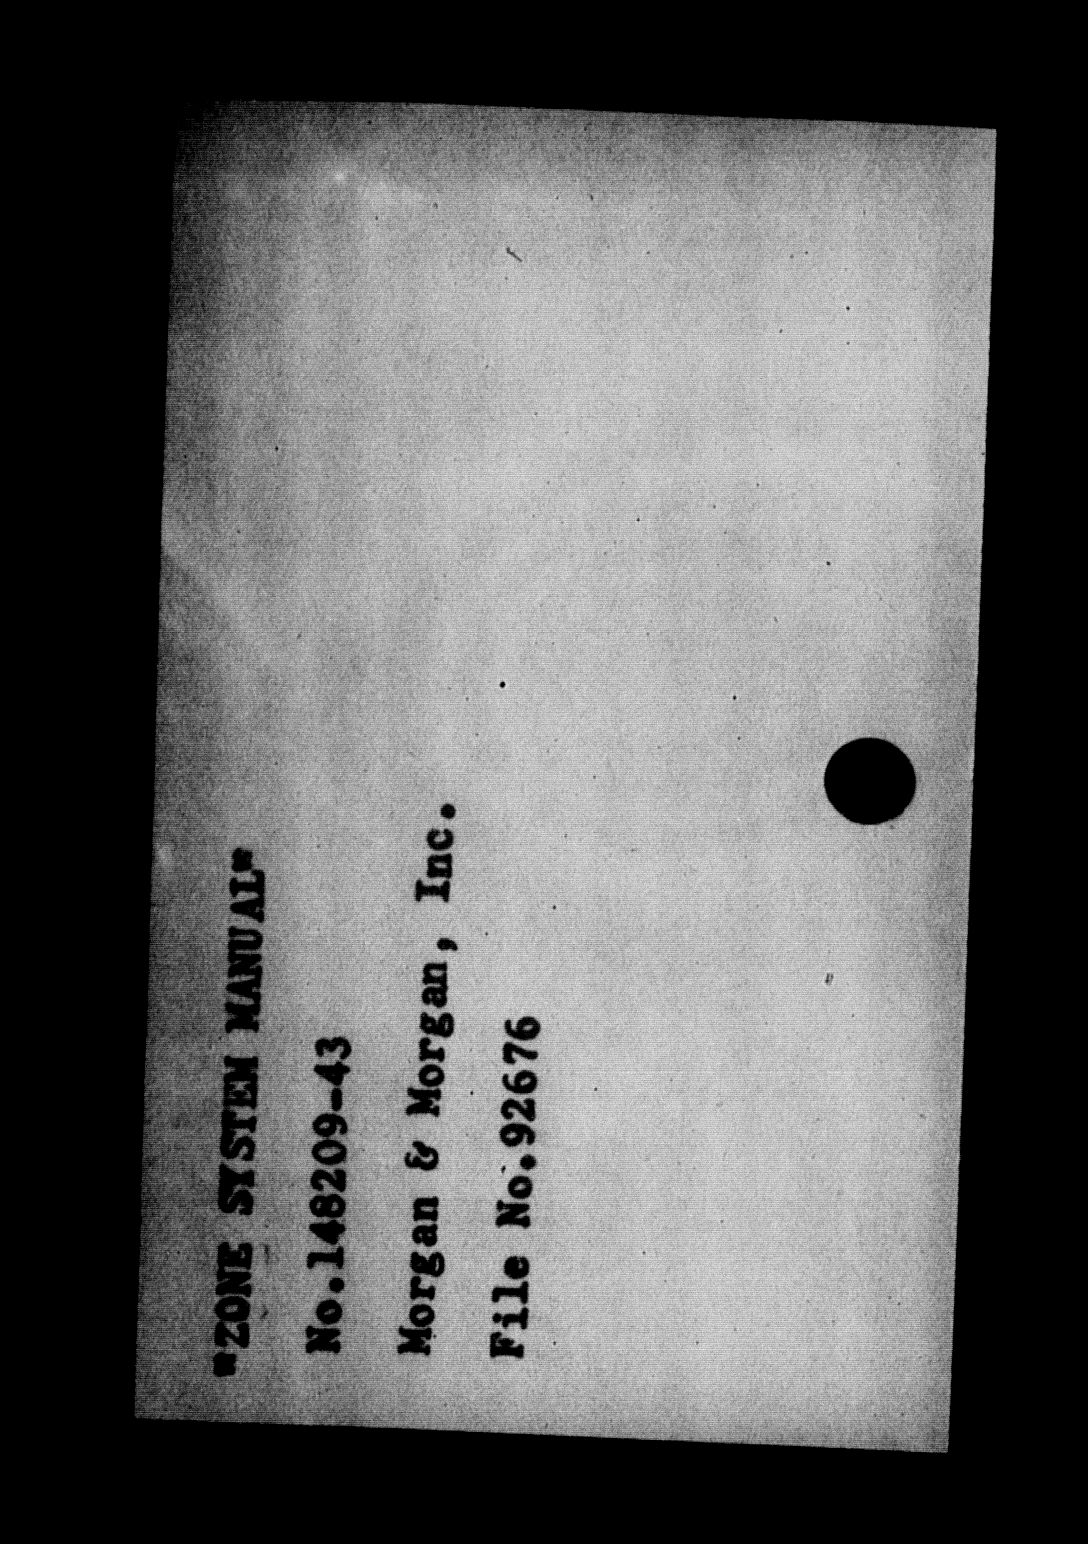 "ZONE SYSTEM MANUAL"
No.148209-43
Morgan & Morgan, Inc.
File No.92676